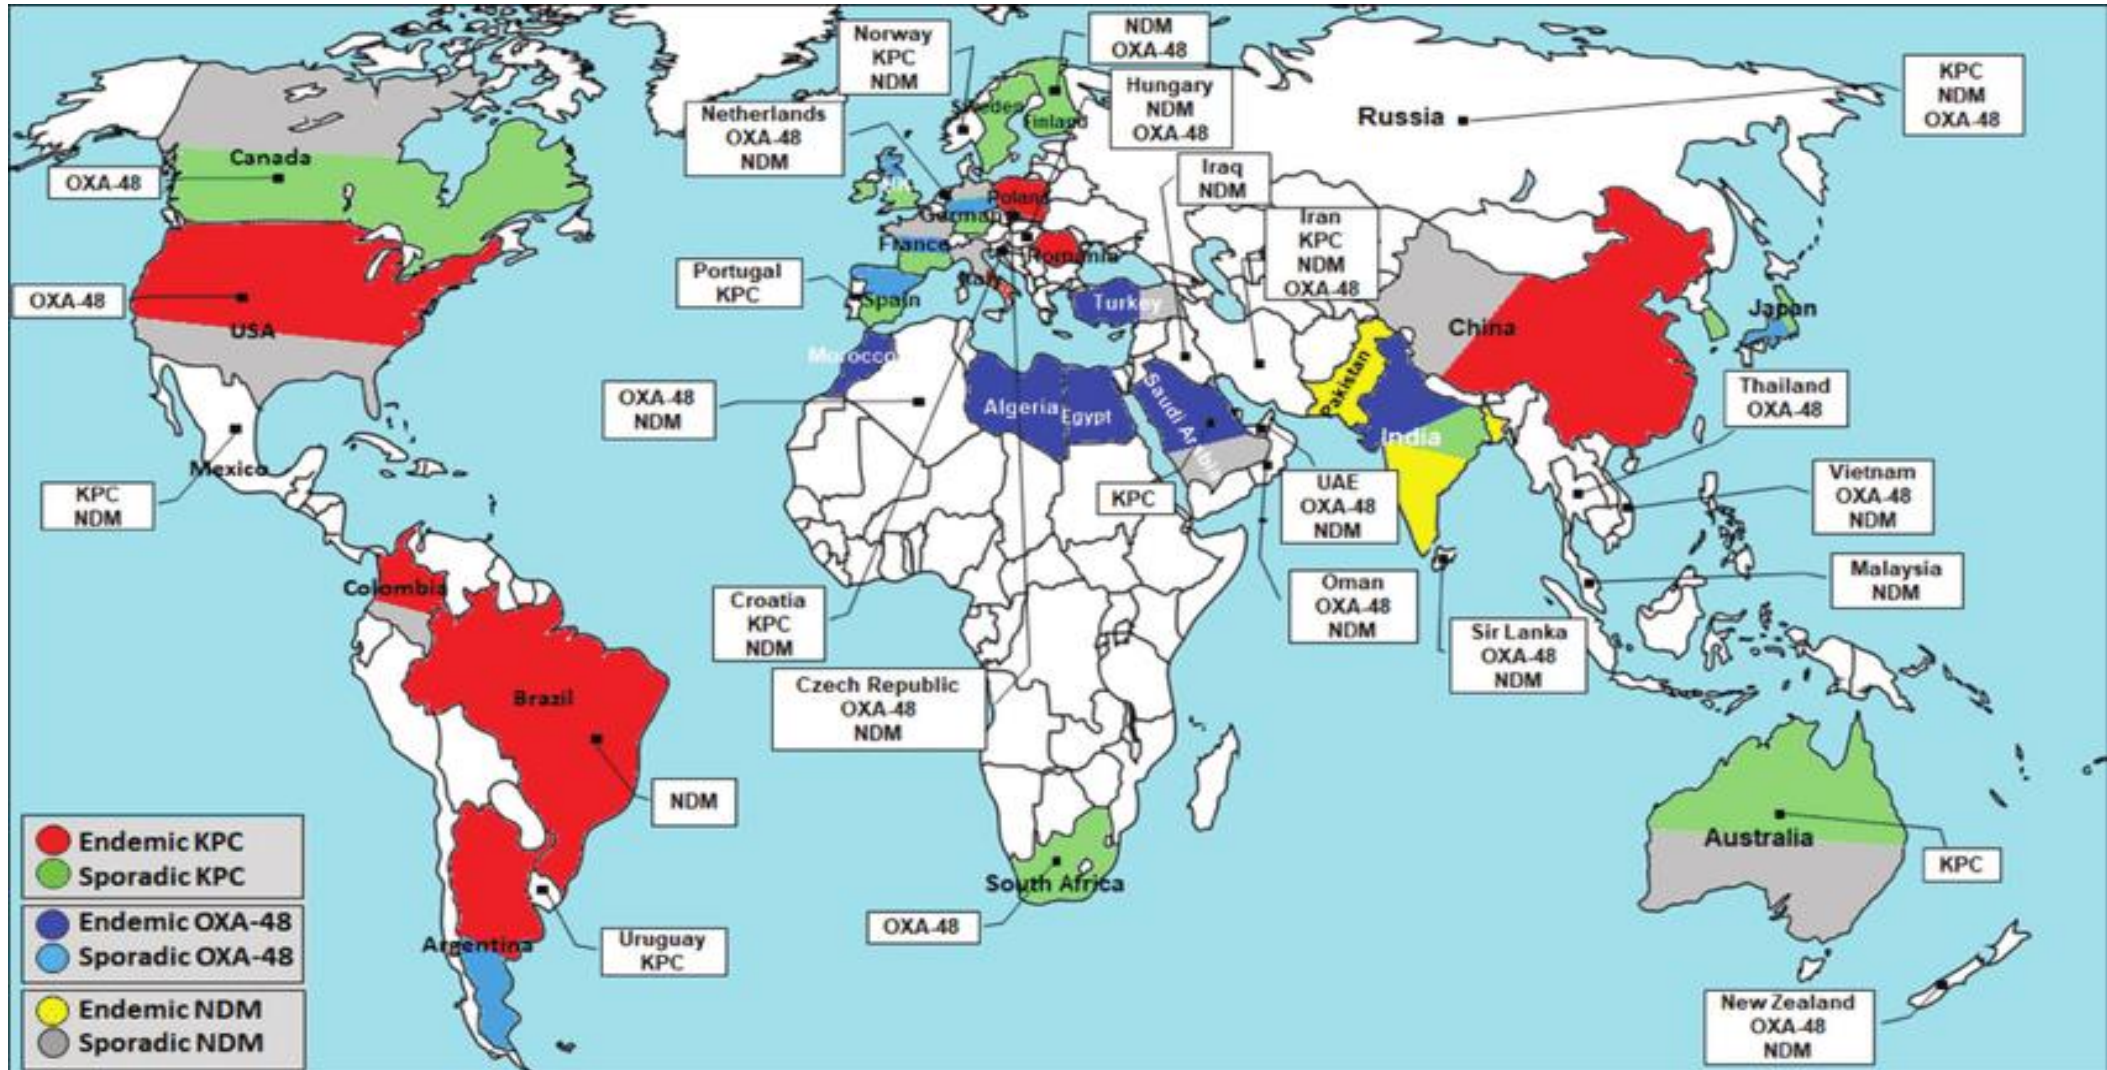 Norway
KPC
NDM
NDM
OXA-48
Hungary
NDM
OXA-48
Netherlands
OXA-48
NDM
KPC
NDM
OXA-48
Russia
Sweden
Finland
Iraq
NDM
Canada
OXA-48
UK
Poland
German
France
Romania
Italy
Spain
Portugal
KPC
Iran
KPC
NDM
OXA-48
OXA-48
USA
Turkey
China
Japan
Morocco
OXA-48
NDM
Algeria
Egypt
Saudi Arabia
Pakistan
India
Thailand
OXA-48
Mexico
KPC
NDM
KPC
UAE
OXA-48
NDM
Vietnam
OXA-48
NDM
Malaysia
NDM
Colombia
Croatia
KPC
NDM
Oman
OXA-48
NDM
Sir Lanka
OXA-48
NDM
Czech Republic
OXA-48
NDM
Brazil
NDM
Australia
KPC
South Africa
OXA-48
Argentina
Uruguay
KPC
New Zealand
OXA-48
NDM
Endemic KPC
Sporadic KPC
Endemic OXA-48
Sporadic OXA-48
Endemic NDM
Sporadic NDM